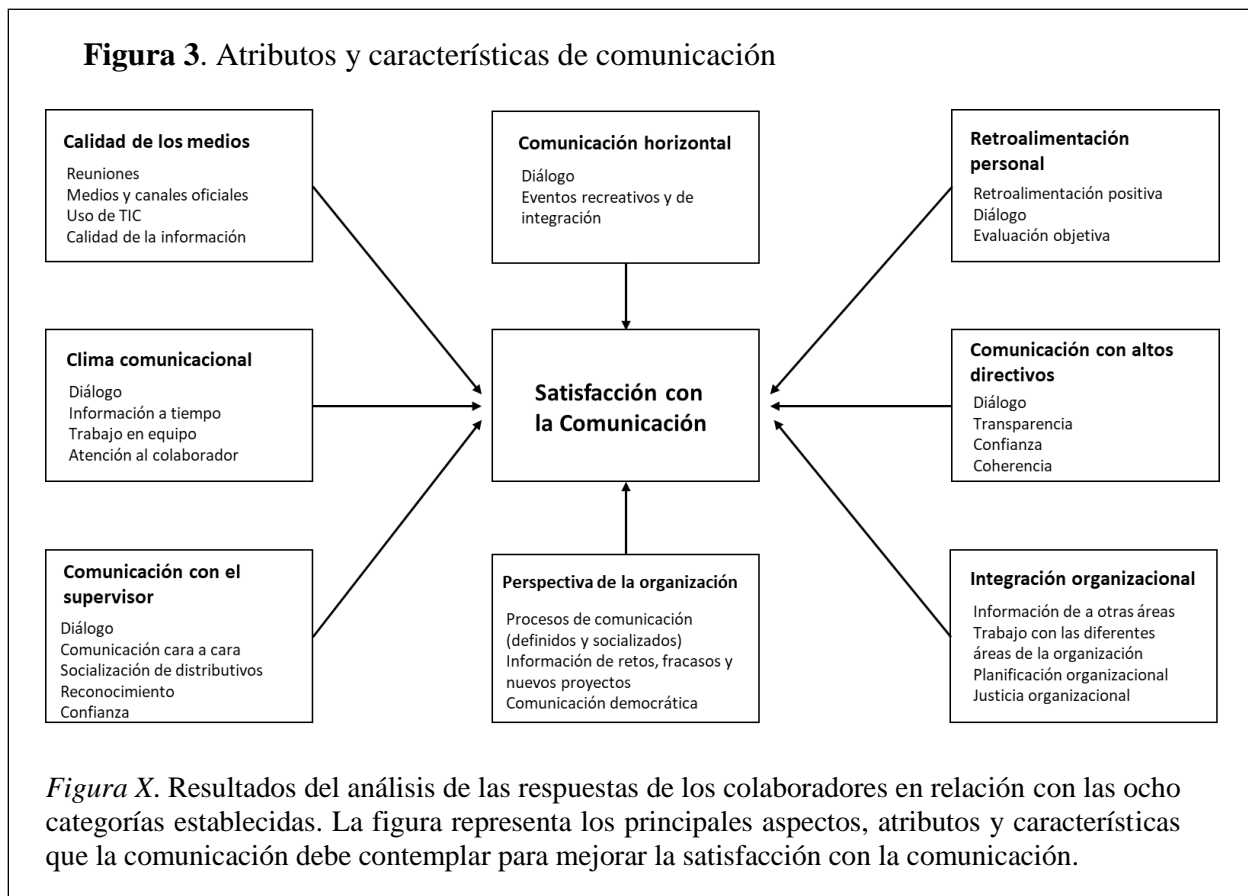 Figura 3. Atributos y características de comunicación
Calidad de los medios
Reuniones
Medios y canales oficiales
Uso de TIC
Calidad de la información
Comunicación horizontal
Diálogo
Eventos recreativos y de
integración
Retroalimentación
personal
Retroalimentación positiva
Diálogo
Evaluación objetiva
Clima comunicacional
Diálogo
Información a tiempo
Trabajo en equipo
Atención al colaborador
Satisfacción con
la Comunicación
Comunicación con altos
directivos
Diálogo
Transparencia
Confianza
Coherencia
Comunicación con el
supervisor
Diálogo
Comunicación cara a cara
Socialización de distributivos
Reconocimiento
Confianza
Perspectiva de la organización
Procesos de comunicación
(definidos y socializados)
Información de retos, fracasos y
nuevos proyectos
Comunicación democrática
Integración organizacional
Información de a otras áreas
Trabajo con las diferentes
áreas de la organización
Planificación organizacional
Justicia organizacional
Figura X. Resultados del análisis de las respuestas de los colaboradores en relación con las ocho
categorías establecidas. La figura representa los principales aspectos, atributos y características
que la comunicación debe contemplar para mejorar la satisfacción con la comunicación.